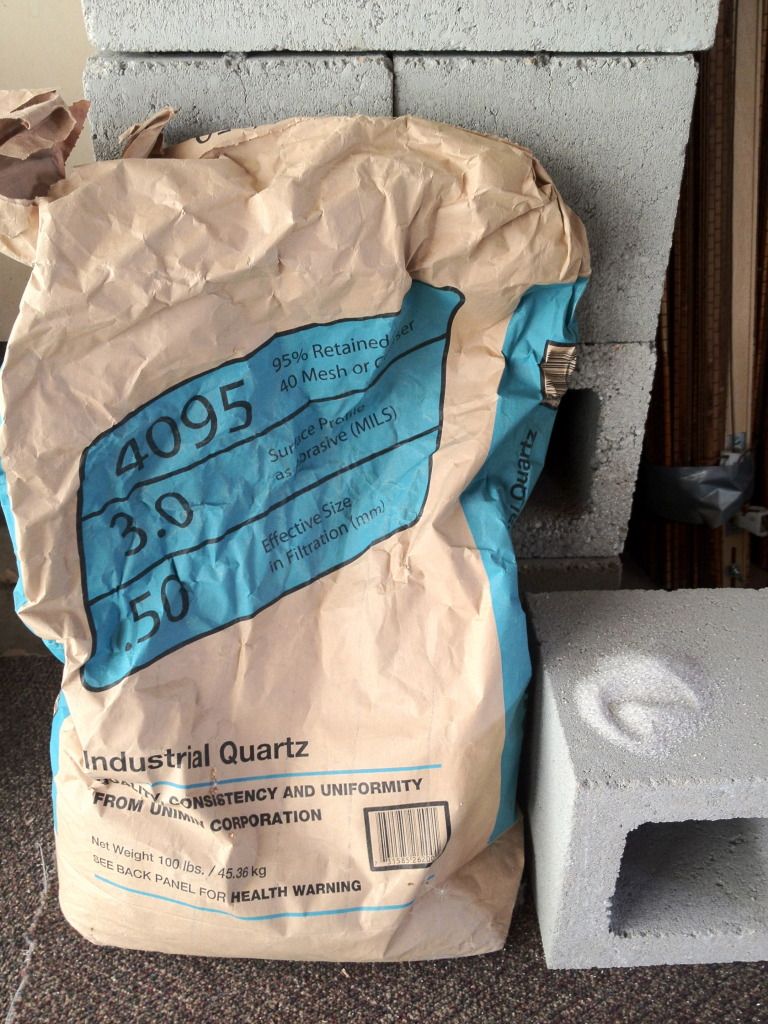 4095
95% Retained
40 Mesh or
3.0
Surface Profile
as Abrasive (MILS)
.50
Effective Size
in Filtration (mm)
Industrial Quartz
QUALITY, CONSISTENCY AND UNIFORMITY
FROM UNIMIN CORPORATION
Net Weight 100 lbs. / 45.36 kg
SEE BACK PANEL FOR HEALTH WARNING
Quartz